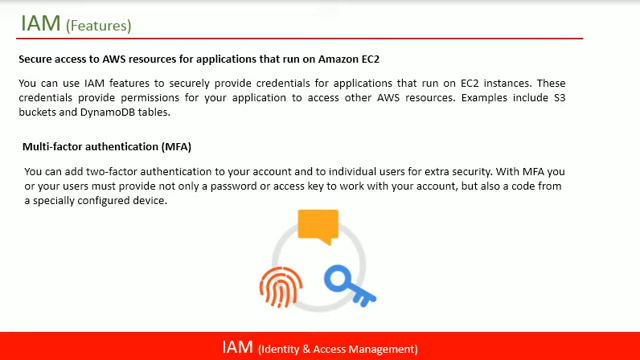 IAM (Features)
Secure access to AWS resources for applications that run on Amazon EC2
You can use IAM features to securely provide credentials for applications that run on EC2 instances. These
credentials provide permissions for your application to access other AWS resources. Examples include S3
buckets and DynamoDB tables.
Multi-factor authentication (MFA)
You can add two-factor authentication to your account and to individual users for extra security. With MFA you
or your users must provide not only a password or access key to work with your account, but also a code from
a specially configured device.
IAM (Identity & Access Management)